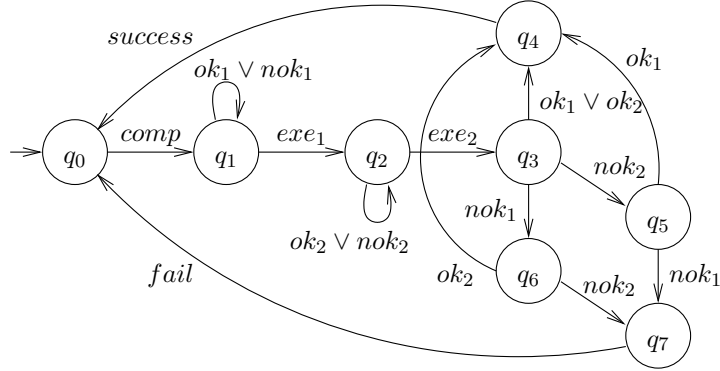 q4
success
ok1
ok1 ∨ nok1
ok1 ∨ ok2
comp
exe1
exe2
q0
q1
q2
q3
nok2
nok1
q5
ok2 ∨ nok2
fail
ok2
q6
nok2
nok1
q7